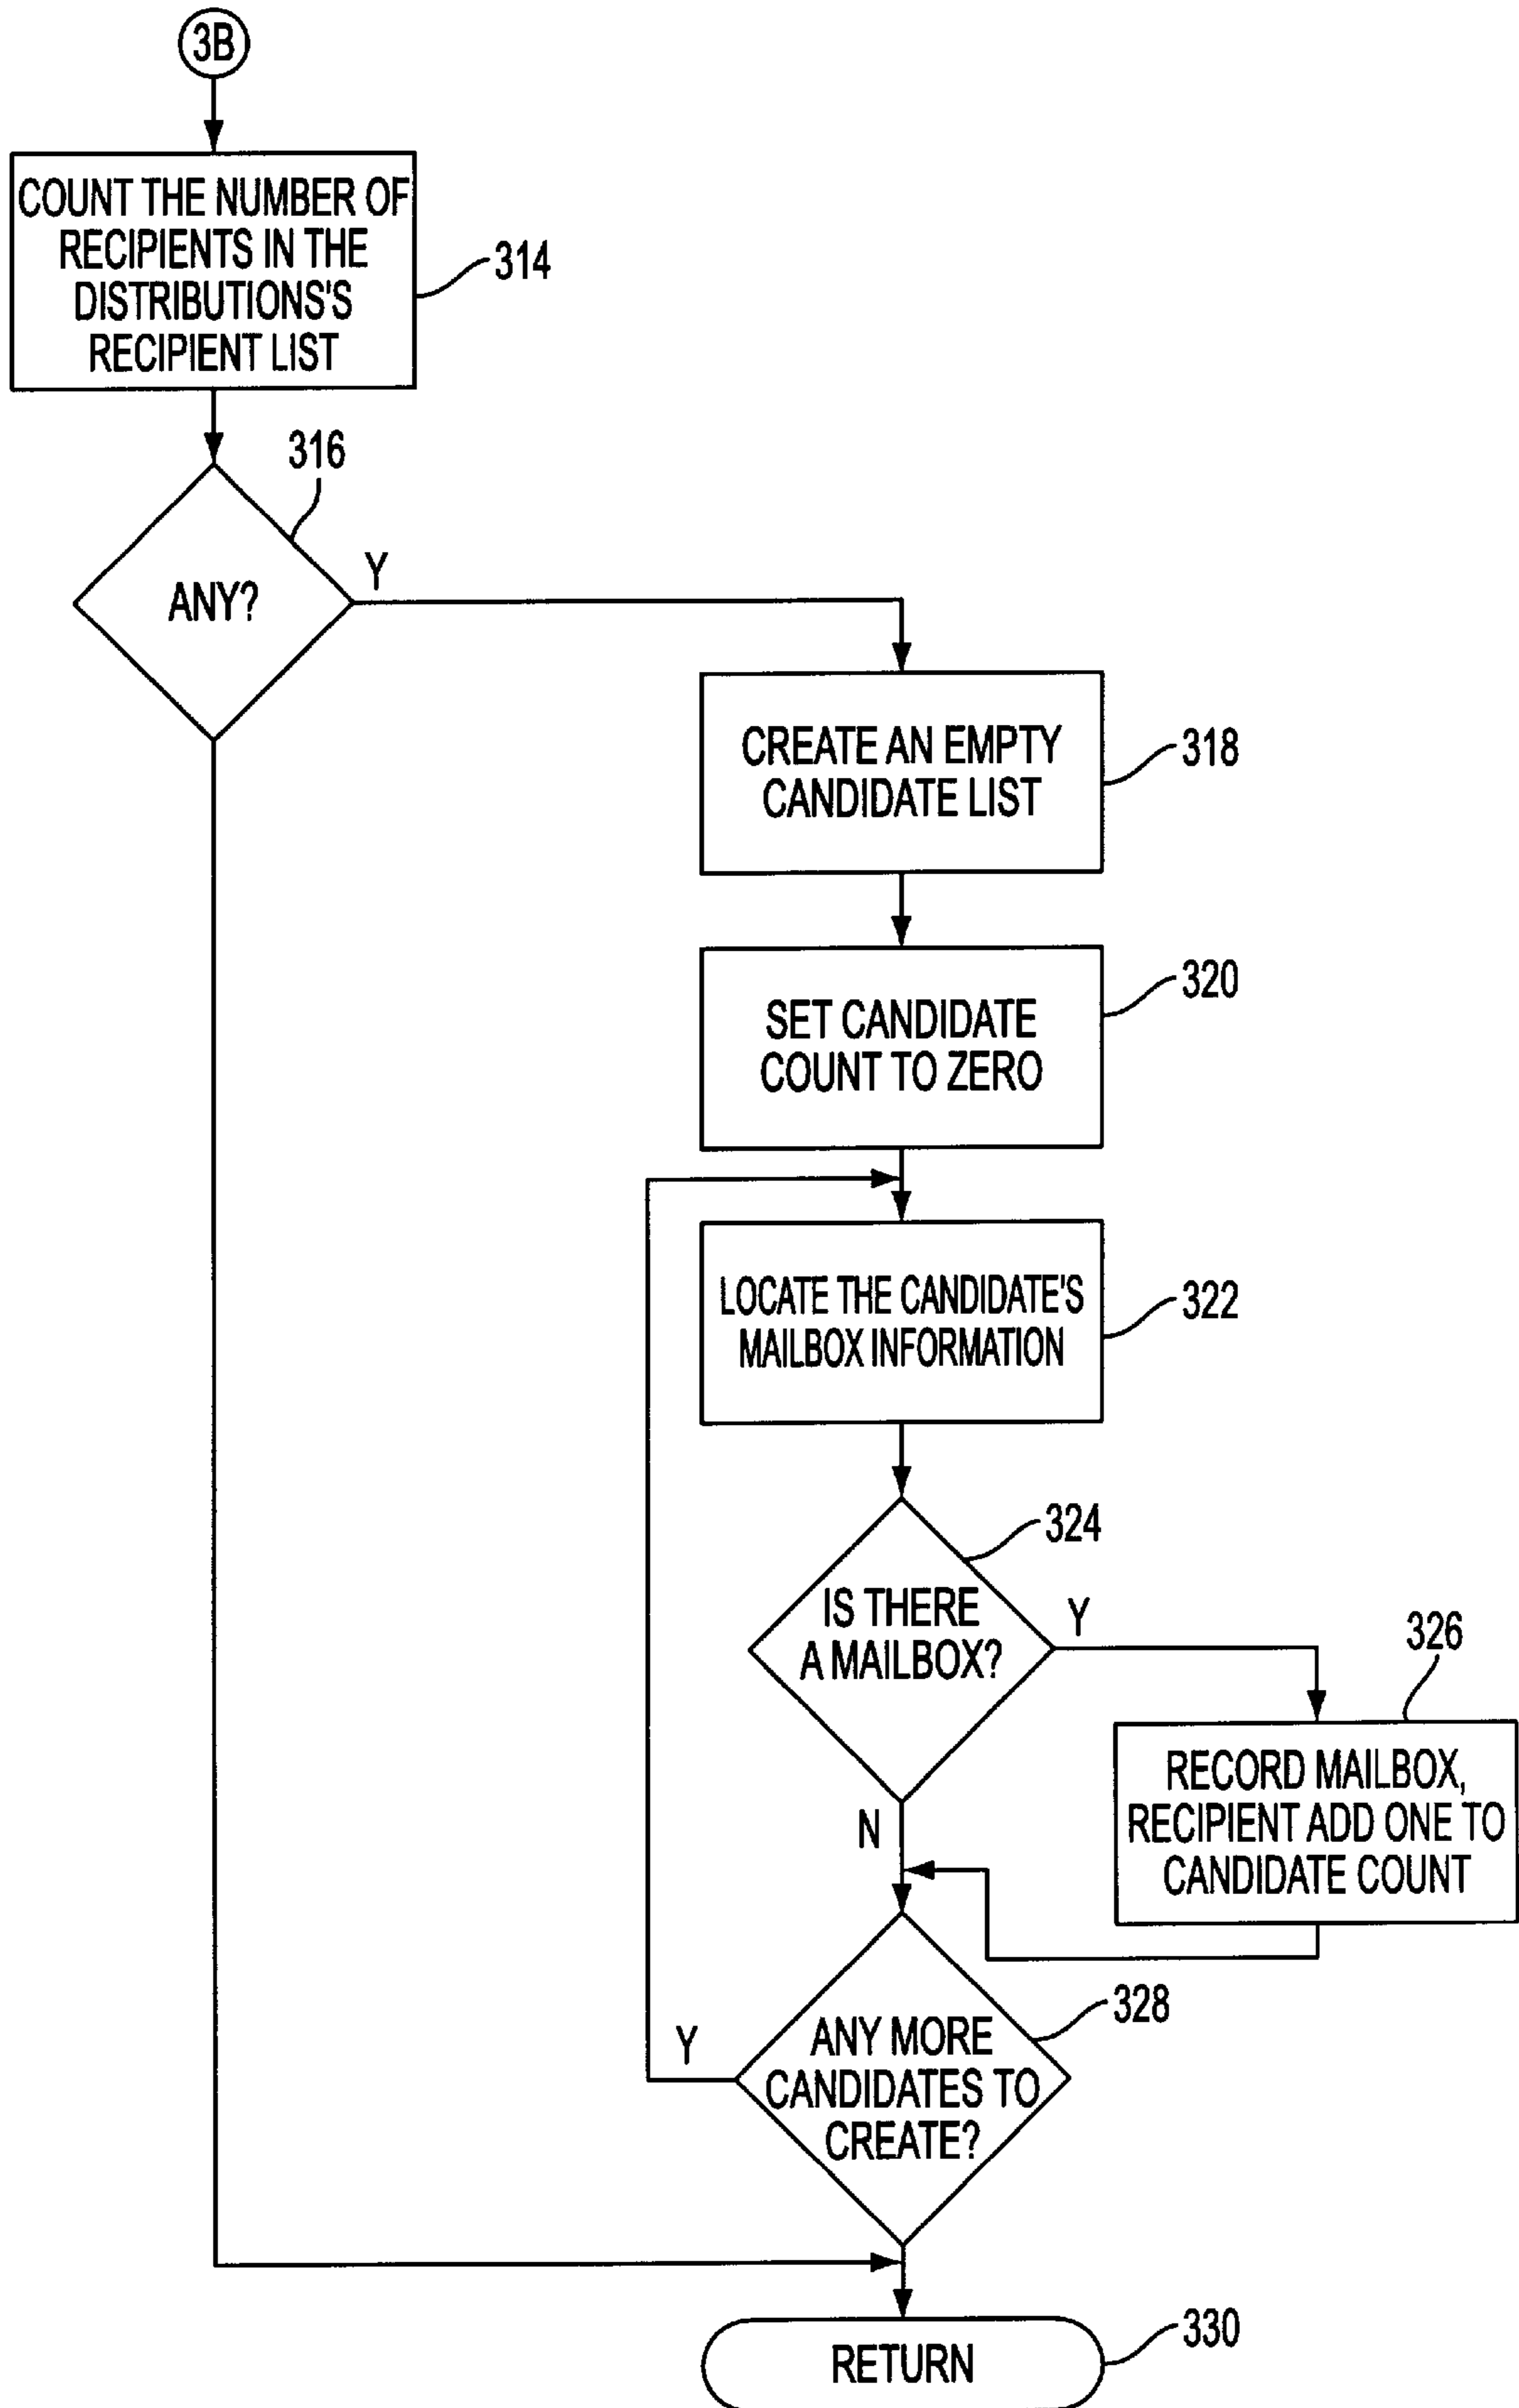 3B
COUNT THE NUMBER OF
RECIPIENTS IN THE
DISTRIBUTIONS'S
RECIPIENT LIST
314
316
ANY?
Y
CREATE AN EMPTY
CANDIDATE LIST
318
SET CANDIDATE
COUNT TO ZERO
320
LOCATE THE CANDIDATE'S
MAILBOX INFORMATION
322
324
IS THERE
A MAILBOX?
Y
N
326
RECORD MAILBOX,
RECIPIENT ADD ONE TO
CANDIDATE COUNT
328
ANY MORE
CANDIDATES TO
CREATE?
Y
RETURN
330